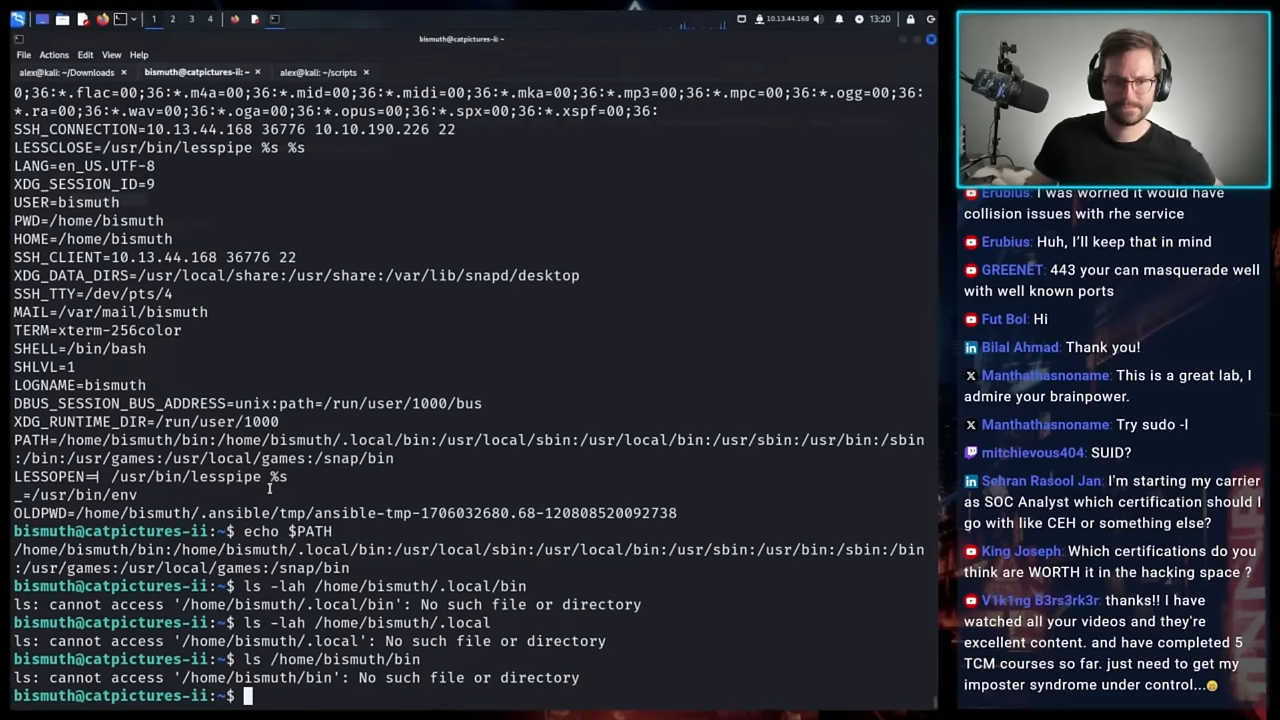 1 2 3 4
10.13.44.168
13:20
bismuth@catpictures-ii: ~
File Actions Edit View Help
alex@kali: ~/Downloads × bismuth@catpictures-ii: ~ × alex@kali: ~/scripts ×
0;36:*.flac=00;36:*.m4a=00;36:*.mid=00;36:*.midi=00;36:*.mka=00;36:*.mp3=00;36:*.mpc=00;36:*.ogg=00;36:
*.ra=00;36:*.wav=00;36:*.oga=00;36:*.opus=00;36:*.spx=00;36:*.xspf=00;36:
SSH_CONNECTION=10.13.44.168 36776 10.10.190.226 22
LESSCLOSE=/usr/bin/lesspipe %s %s
LANG=en_US.UTF-8
XDG_SESSION_ID=9
USER=bismuth
PWD=/home/bismuth
HOME=/home/bismuth
SSH_CLIENT=10.13.44.168 36776 22
XDG_DATA_DIRS=/usr/local/share:/usr/share:/var/lib/snapd/desktop
SSH_TTY=/dev/pts/4
MAIL=/var/mail/bismuth
TERM=xterm-256color
SHELL=/bin/bash
SHLVL=1
LOGNAME=bismuth
DBUS_SESSION_BUS_ADDRESS=unix:path=/run/user/1000/bus
XDG_RUNTIME_DIR=/run/user/1000
PATH=/home/bismuth/bin:/home/bismuth/.local/bin:/usr/local/sbin:/usr/local/bin:/usr/sbin:/usr/bin:/sbin
:/bin:/usr/games:/usr/local/games:/snap/bin
LESSOPEN=| /usr/bin/lesspipe %s
_=/usr/bin/env
OLDPWD=/home/bismuth/.ansible/tmp/ansible-tmp-1706032680.68-120808520092738
bismuth@catpictures-ii:~$ echo $PATH
/home/bismuth/bin:/home/bismuth/.local/bin:/usr/local/sbin:/usr/local/bin:/usr/sbin:/usr/bin:/sbin:/bin
:/usr/games:/usr/local/games:/snap/bin
bismuth@catpictures-ii:~$ ls -lah /home/bismuth/.local/bin
ls: cannot access '/home/bismuth/.local/bin': No such file or directory
bismuth@catpictures-ii:~$ ls -lah /home/bismuth/.local
ls: cannot access '/home/bismuth/.local': No such file or directory
bismuth@catpictures-ii:~$ ls /home/bismuth/bin
ls: cannot access '/home/bismuth/bin': No such file or directory
bismuth@catpictures-ii:~$
Erubius: I was worried it would have
collision issues with rhe service
Erubius: Huh, I'll keep that in mind
GREENET: 443 your can masquerade well
with well known ports
Fut Bol: Hi
Bilal Ahmad: Thank you!
Manthathasnoname: This is a great lab, I
admire your brainpower.
Manthathasnoname: Try sudo -l
mitchievous404: SUID?
Sehran Rasool Jan: I'm starting my carrier
as SOC Analyst which certification should I
go with like CEH or something else?
King Joseph: Which certifications do you
think are WORTH it in the hacking space ?
V1k1ng B3rs3rk3r: thanks!! I have
watched all your videos and they're
excellent content. and have completed 5
TCM courses so far. just need to get my
imposter syndrome under control...